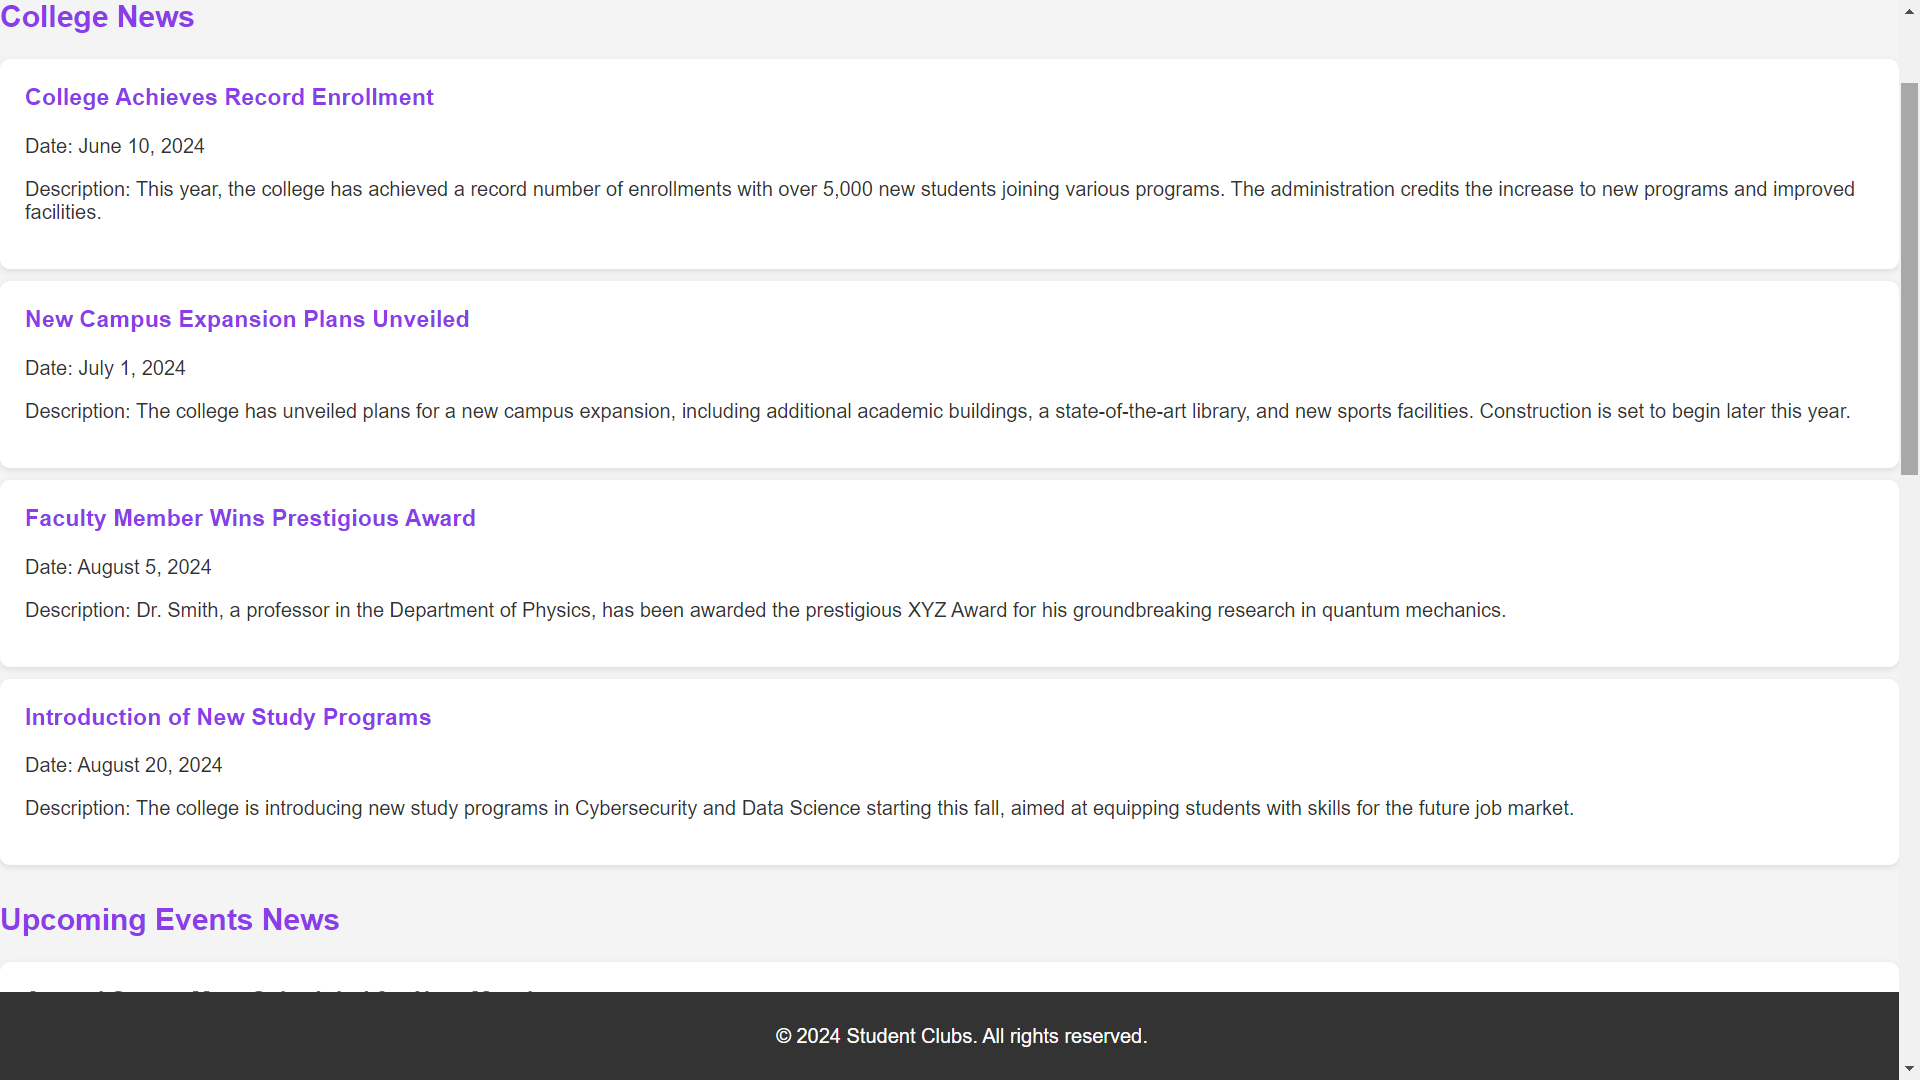 College News
College Achieves Record Enrollment
Date: June 10, 2024
Description: This year, the college has achieved a record number of enrollments with over 5,000 new students joining various programs. The administration credits the increase to new programs and improved
facilities.
New Campus Expansion Plans Unveiled
Date: July 1, 2024
Description: The college has unveiled plans for a new campus expansion, including additional academic buildings, a state-of-the-art library, and new sports facilities. Construction is set to begin later this year.
Faculty Member Wins Prestigious Award
Date: August 5, 2024
Description: Dr. Smith, a professor in the Department of Physics, has been awarded the prestigious XYZ Award for his groundbreaking research in quantum mechanics.
Introduction of New Study Programs
Date: August 20, 2024
Description: The college is introducing new study programs in Cybersecurity and Data Science starting this fall, aimed at equipping students with skills for the future job market.
Upcoming Events News
© 2024 Student Clubs. All rights reserved.